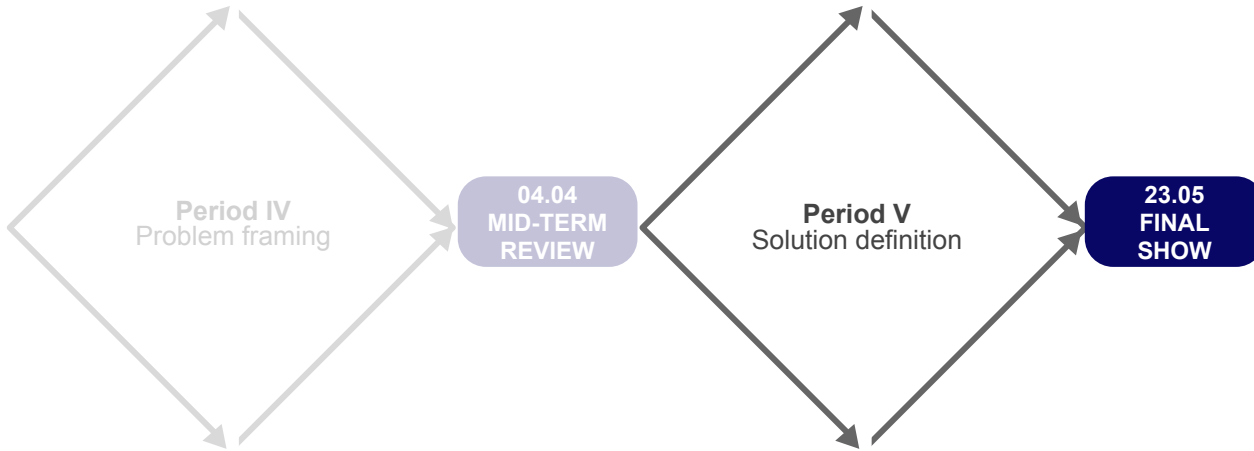 Period IV
Problem framing
04.04
MID-TERM
REVIEW
Period V
Solution definition
23.05
FINAL
SHOW